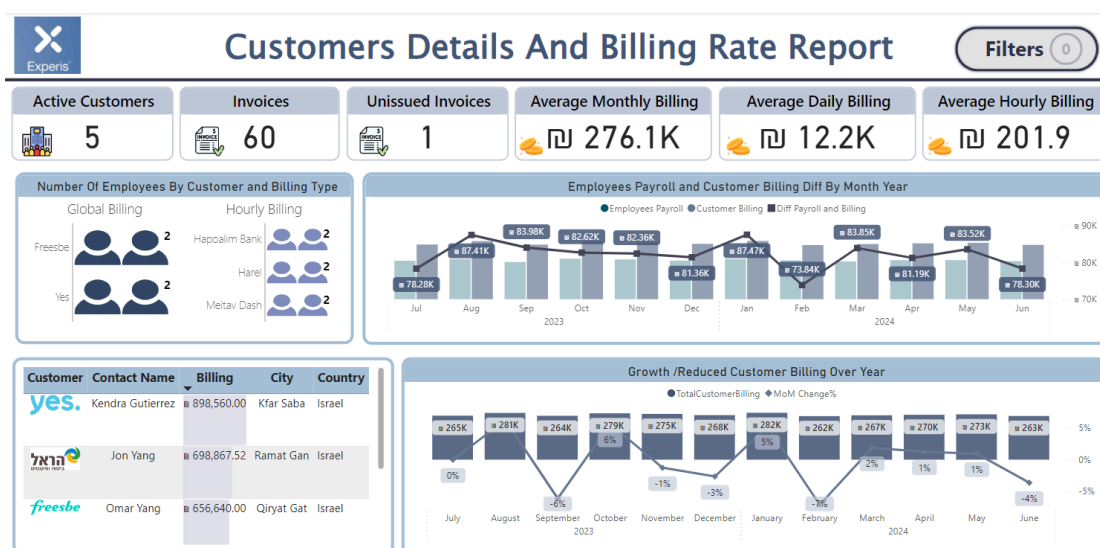 Experis
Customers Details And Billing Rate Report
Filters 0
Active Customers
5
Invoices
60
Unissued Invoices
1
Average Monthly Billing
₪ 276.1K
Average Daily Billing
₪ 12.2K
Average Hourly Billing
₪ 201.9
Number Of Employees By Customer and Billing Type
Global Billing
Freesbe 2
Yes 2
Hourly Billing
Hapoalim Bank 2
Harel 2
Meitav Dash 2
Employees Payroll and Customer Billing Diff By Month Year
Employees Payroll Customer Billing Diff Payroll and Billing
₪ 78.28K ₪ 87.41K ₪ 83.98K ₪ 82.62K ₪ 82.36K ₪ 81.36K ₪ 87.47K ₪ 73.84K ₪ 83.85K ₪ 81.19K ₪ 83.52K ₪ 78.30K
₪ 90K
₪ 80K
₪ 70K
Jul Aug Sep Oct Nov Dec Jan Feb Mar Apr May Jun
2023 2024
Customer Contact Name Billing City Country
yes. Kendra Gutierrez ₪ 898,560.00 Kfar Saba Israel
הראל Jon Yang ₪ 698,867.52 Ramat Gan Israel
freesbe Omar Yang ₪ 656,640.00 Qiryat Gat Israel
Growth /Reduced Customer Billing Over Year
TotalCustomerBilling MoM Change%
₪ 265K ₪ 281K ₪ 264K ₪ 279K ₪ 275K ₪ 268K ₪ 282K ₪ 262K ₪ 267K ₪ 270K ₪ 273K ₪ 263K
0% -6% 6% -1% -3% 5% -7% 2% 1% 1% -4%
5%
0%
-5%
July August September October November December January February March April May June
2023 2024